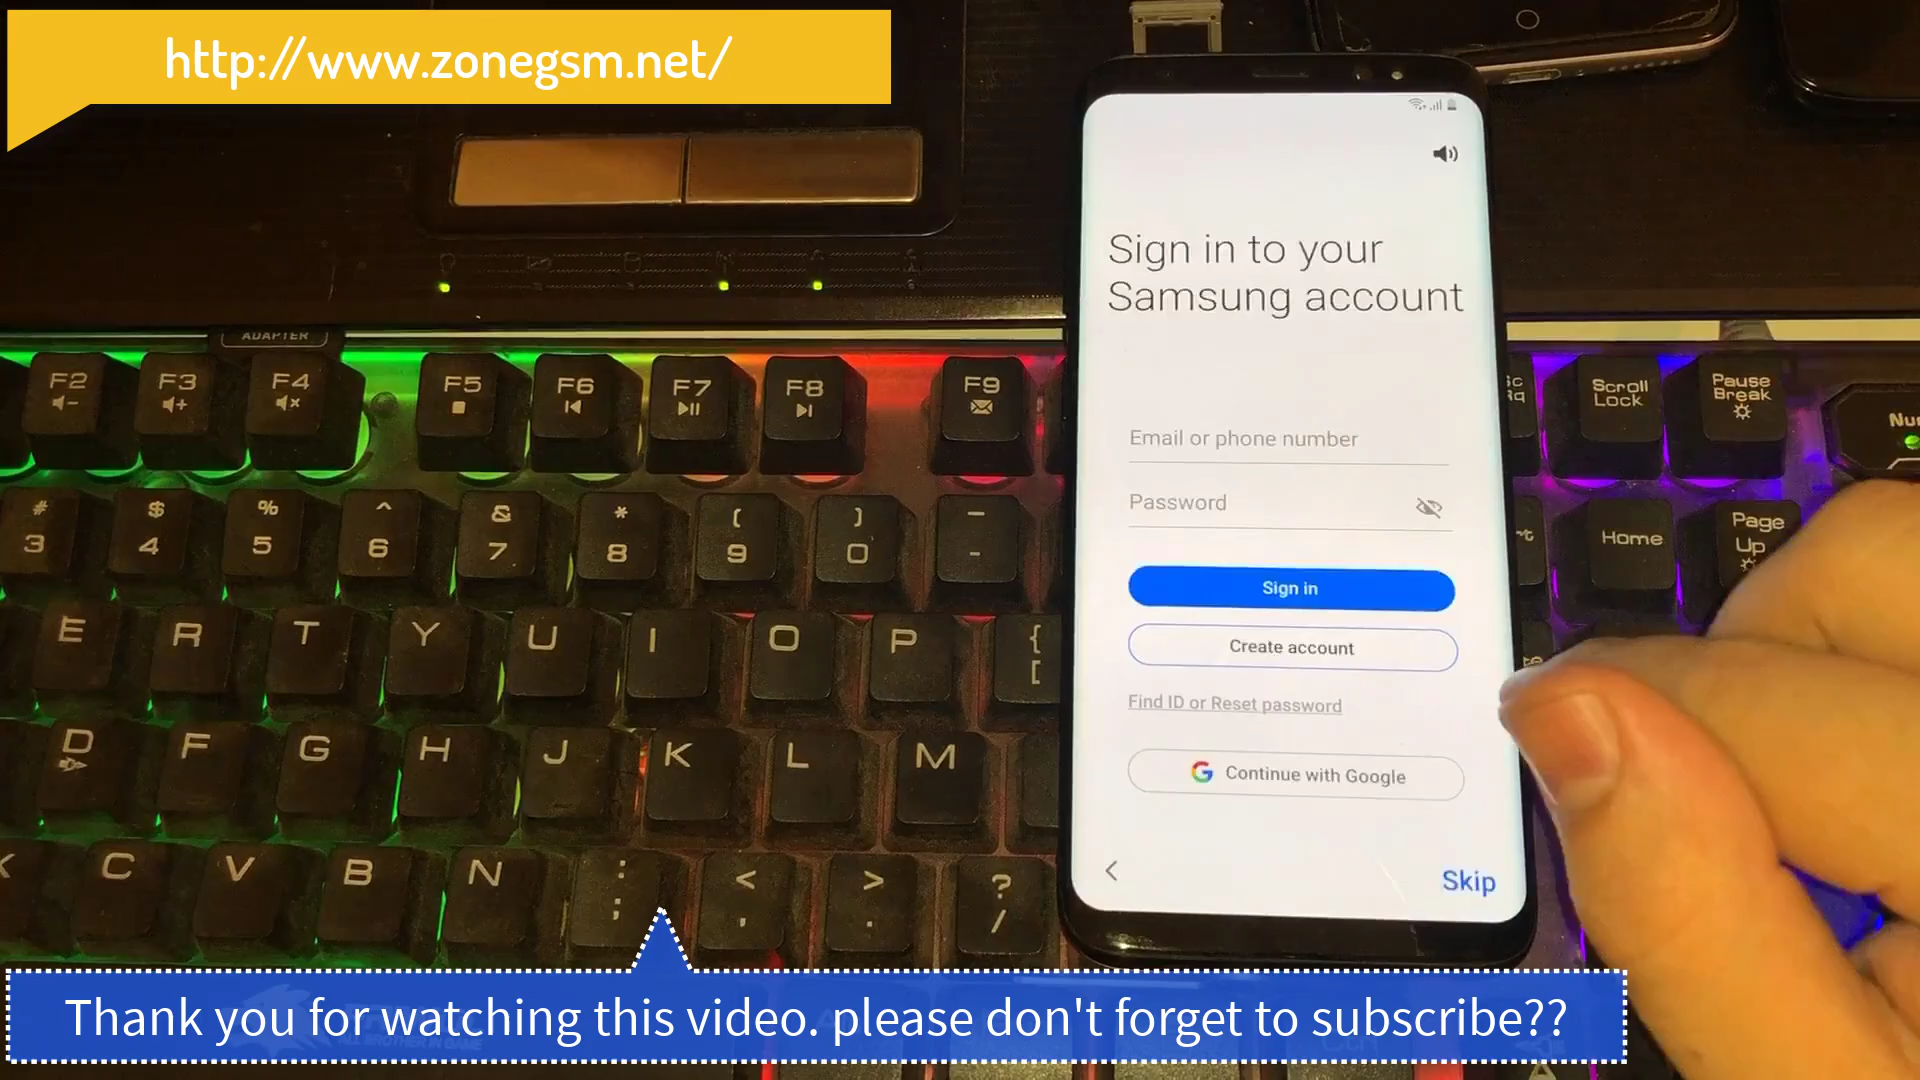 http://www.zonegsm.net/
Sign in to your
Samsung account
Email or phone number
Password
Sign in
Create account
Find ID or Reset password
Continue with Google
Skip
ADAPTER
F2 F3 F4 F5 F6 F7 F8 F9
Scroll
Lock
Pause
Break
# $ % ^ & * ( ) _
3 4 5 6 7 8 9 0 -
Home
Page
Up
E R T Y U I O P { [
D F G H J K L M
C V B N : ; < , > . ? /
Thank you for watching this video. please don't forget to subscribe??